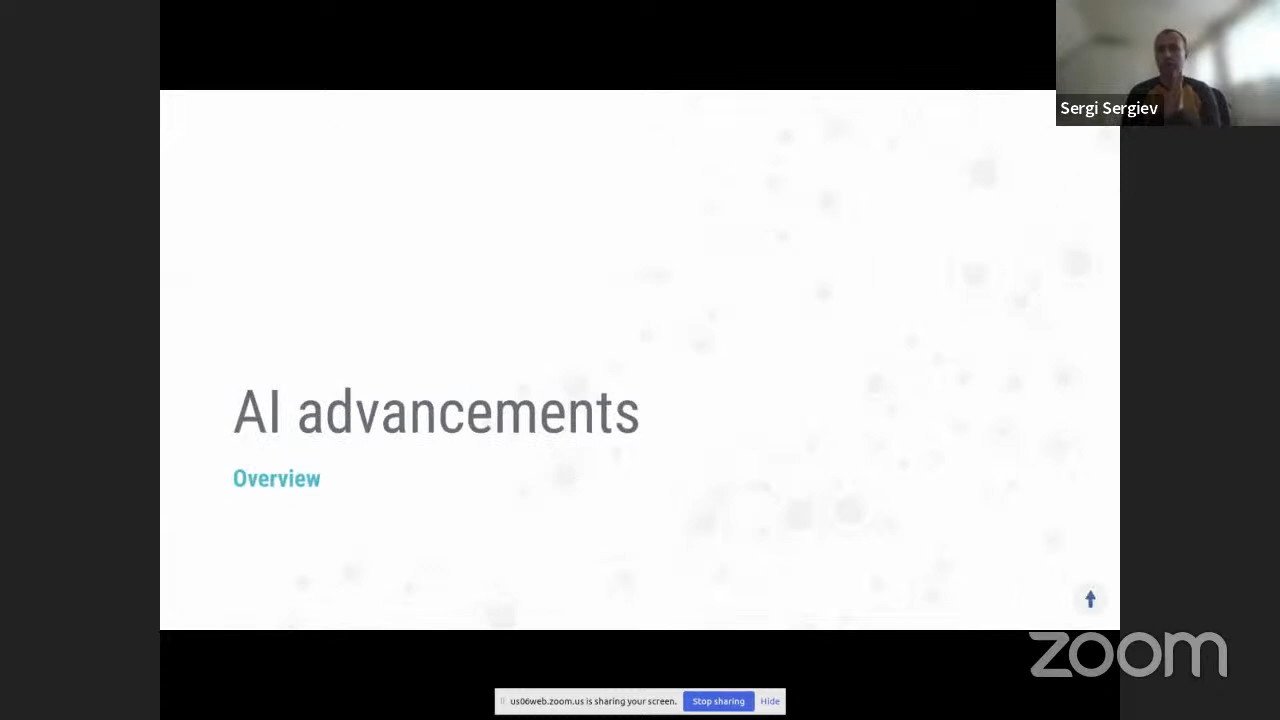 Sergi Sergiev
AI advancements
Overview
zoom
us06web.zoom.us is sharing your screen. Stop sharing Hide